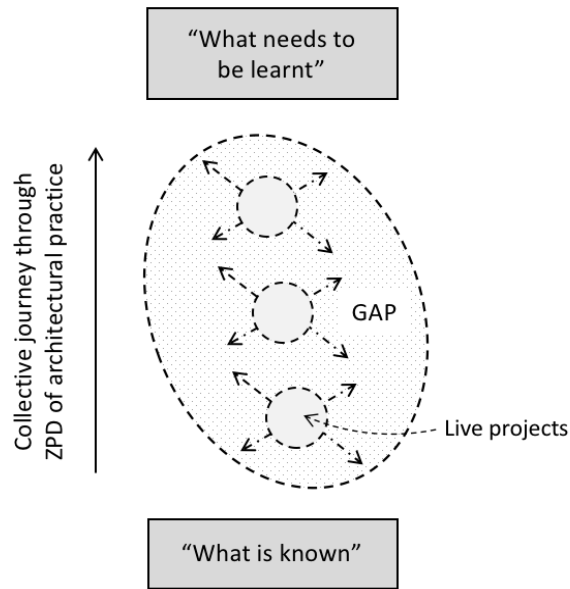 “What needs to
be learnt”
Collective journey through
ZPD of architectural practice
GAP
Live projects
“What is known”